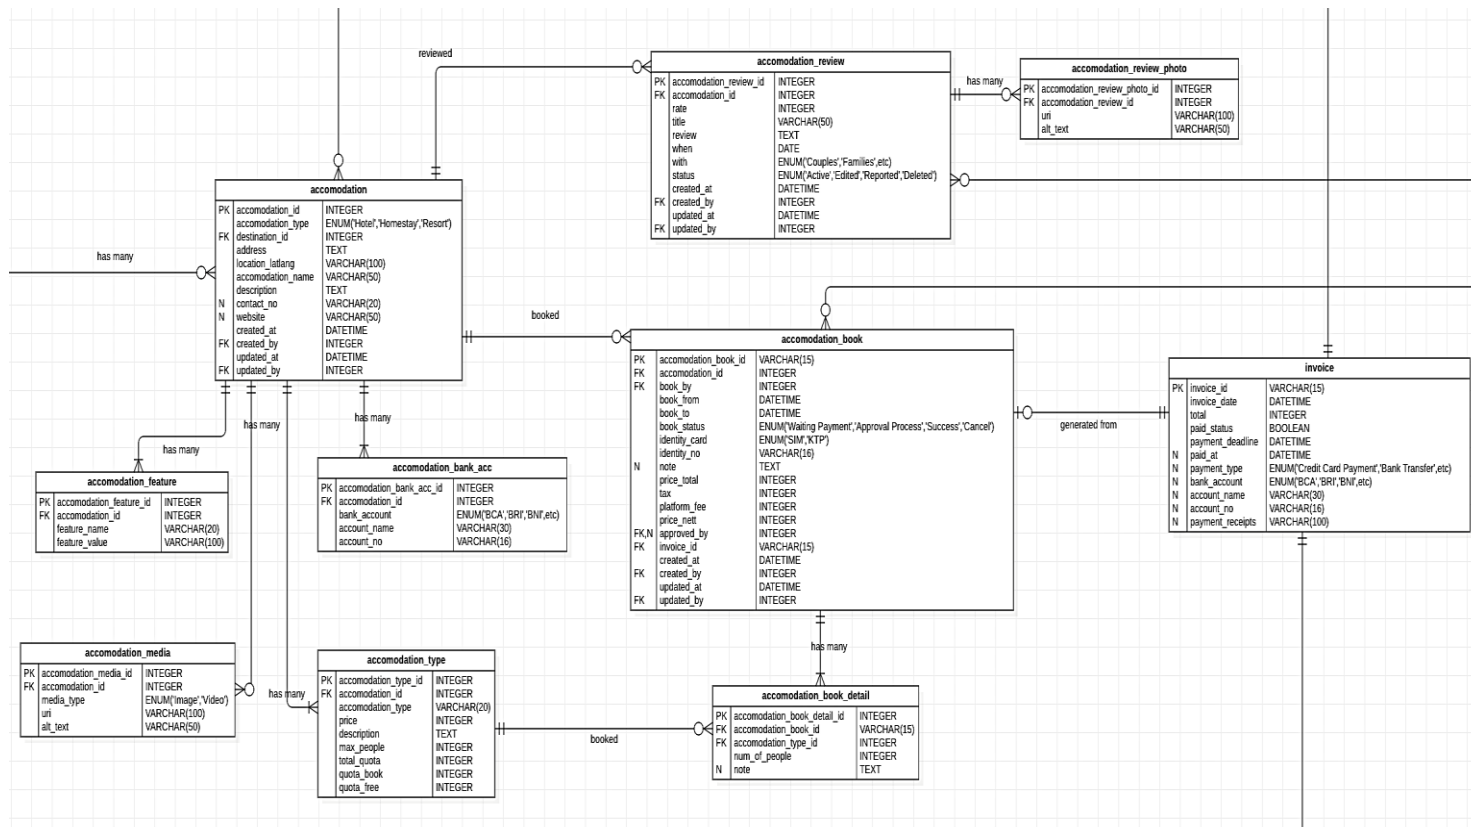 reviewed
accomodation_review
PK accomodation_review_id INTEGER
FK accomodation_id INTEGER
rate INTEGER
title VARCHAR(50)
review TEXT
when DATE
with ENUM('Couples','Families',etc)
status ENUM('Active','Edited','Reported','Deleted')
created_at DATETIME
FK created_by INTEGER
updated_at DATETIME
FK updated_by INTEGER
has many
accomodation_review_photo
PK accomodation_review_photo_id INTEGER
FK accomodation_review_id INTEGER
uri VARCHAR(100)
alt_text VARCHAR(50)
accomodation
PK accomodation_id INTEGER
accomodation_type ENUM('Hotel','Homestay','Resort')
FK destination_id INTEGER
address TEXT
location_latlang VARCHAR(100)
accomodation_name VARCHAR(50)
description TEXT
N contact_no VARCHAR(20)
N website VARCHAR(50)
created_at DATETIME
FK created_by INTEGER
updated_at DATETIME
FK updated_by INTEGER
has many
booked
accomodation_book
PK accomodation_book_id VARCHAR(15)
FK accomodation_id INTEGER
FK book_by INTEGER
book_from DATETIME
book_to DATETIME
book_status ENUM('Waiting Payment','Approval Process','Success','Cancel')
identity_card ENUM('SIM','KTP')
identity_no VARCHAR(16)
N note TEXT
price_total INTEGER
tax INTEGER
platform_fee INTEGER
price_nett INTEGER
FK,N approved_by INTEGER
FK invoice_id VARCHAR(15)
created_at DATETIME
FK created_by INTEGER
updated_at DATETIME
FK updated_by INTEGER
generated from
invoice
PK invoice_id VARCHAR(15)
invoice_date DATETIME
total INTEGER
paid_status BOOLEAN
payment_deadline DATETIME
N paid_at DATETIME
N payment_type ENUM('Credit Card Payment','Bank Transfer',etc)
N bank_account ENUM('BCA','BRI','BNI',etc)
N account_name VARCHAR(30)
N account_no VARCHAR(16)
N payment_receipts VARCHAR(100)
has many
has many
has many
accomodation_feature
PK accomodation_feature_id INTEGER
FK accomodation_id INTEGER
feature_name VARCHAR(20)
feature_value VARCHAR(100)
accomodation_bank_acc
PK accomodation_bank_acc_id INTEGER
FK accomodation_id INTEGER
bank_account ENUM('BCA','BRI','BNI',etc)
account_name VARCHAR(30)
account_no VARCHAR(16)
accomodation_media
PK accomodation_media_id INTEGER
FK accomodation_id INTEGER
media_type ENUM('Image','Video')
uri VARCHAR(100)
alt_text VARCHAR(50)
has many
accomodation_type
PK accomodation_type_id INTEGER
FK accomodation_id INTEGER
accomodation_type VARCHAR(20)
price INTEGER
description TEXT
max_people INTEGER
total_quota INTEGER
quota_book INTEGER
quota_free INTEGER
booked
has many
accomodation_book_detail
PK accomodation_book_detail_id INTEGER
FK accomodation_book_id VARCHAR(15)
FK accomodation_type_id INTEGER
num_of_people INTEGER
N note TEXT